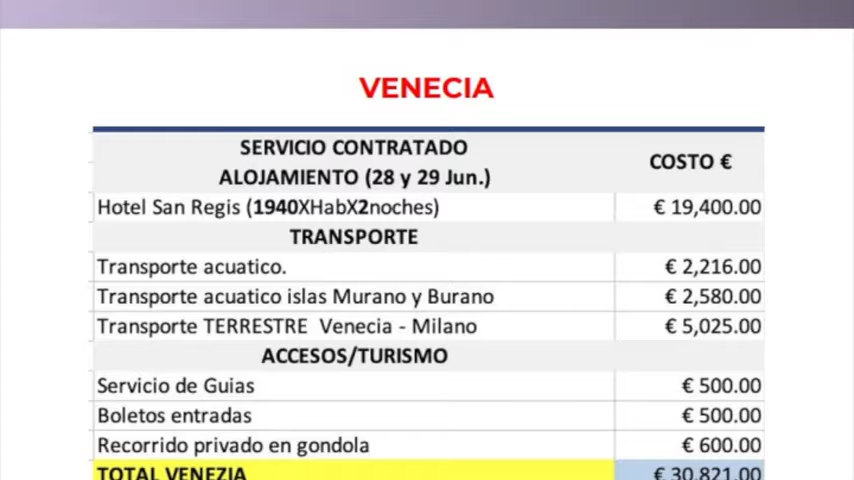 VENECIA
SERVICIO CONTRATADO
COSTO €
ALOJAMIENTO (28 y 29 Jun.)
Hotel San Regis (1940XHabX2noches) € 19,400.00
TRANSPORTE
Transporte acuatico. € 2,216.00
Transporte acuatico islas Murano y Burano € 2,580.00
Transporte TERRESTRE Venecia - Milano € 5,025.00
ACCESOS/TURISMO
Servicio de Guias € 500.00
Boletos entradas € 500.00
Recorrido privado en gondola € 600.00
TOTAL VENEZIA € 30,821.00